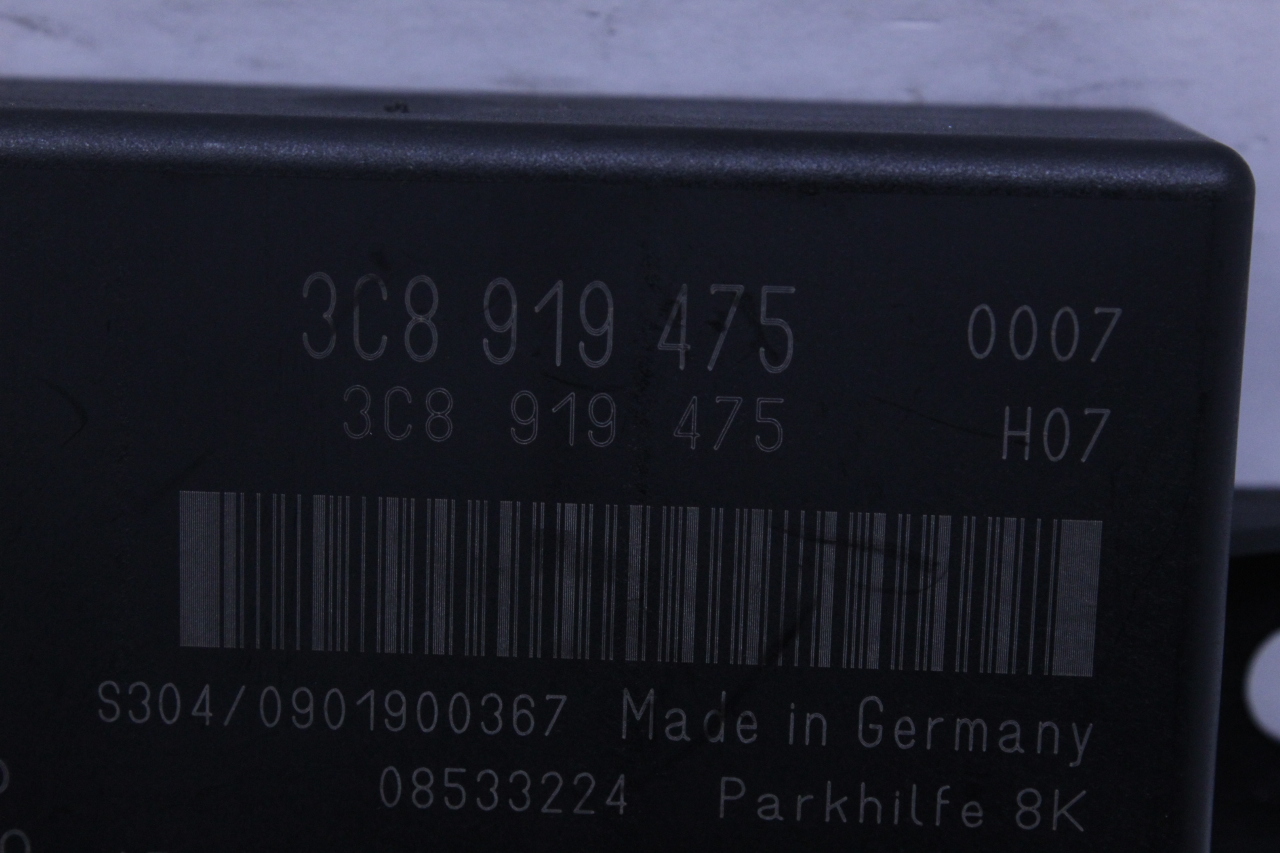 3C8 919 475 0007
3C8 919 475 H07
S304/0901900367 Made in Germany
08533224 Parkhilfe 8K